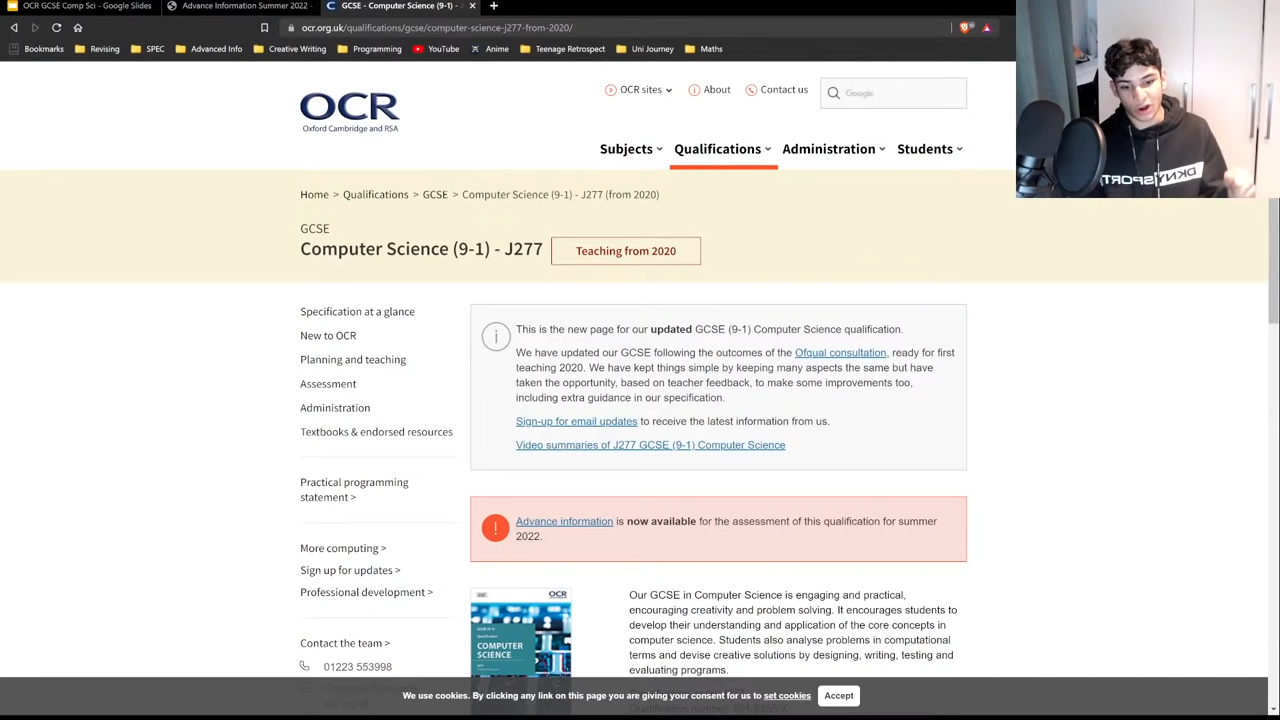 OCR GCSE Comp Sci - Google Slides
Advance Information Summer 2022 -
GCSE - Computer Science (9-1) -
ocr.org.uk/qualifications/gcse/computer-science-j277-from-2020/
Bookmarks Revising SPEC Advanced Info Creative Writing Programming YouTube Anime Teenage Retrospect Uni Journey Maths
OCR
Oxford Cambridge and RSA
OCR sites About Contact us Google
Subjects Qualifications Administration Students
Home > Qualifications > GCSE > Computer Science (9-1) - J277 (from 2020)
GCSE
Computer Science (9-1) - J277 Teaching from 2020
Specification at a glance
New to OCR
Planning and teaching
Assessment
Administration
Textbooks & endorsed resources
Practical programming
statement >
More computing >
Sign up for updates >
Professional development >
Contact the team >
01223 553998
This is the new page for our updated GCSE (9-1) Computer Science qualification.
We have updated our GCSE following the outcomes of the Ofqual consultation, ready for first
teaching 2020. We have kept things simple by keeping many aspects the same but have
taken the opportunity, based on teacher feedback, to make some improvements too,
including extra guidance in our specification.
Sign-up for email updates to receive the latest information from us.
Video summaries of J277 GCSE (9-1) Computer Science
Advance information is now available for the assessment of this qualification for summer
2022.
OCR
COMPUTER
SCIENCE
Our GCSE in Computer Science is engaging and practical,
encouraging creativity and problem solving. It encourages students to
develop their understanding and application of the core concepts in
computer science. Students also analyse problems in computational
terms and devise creative solutions by designing, writing, testing and
evaluating programs.
We use cookies. By clicking any link on this page you are giving your consent for us to set cookies Accept
DKNY SPORT